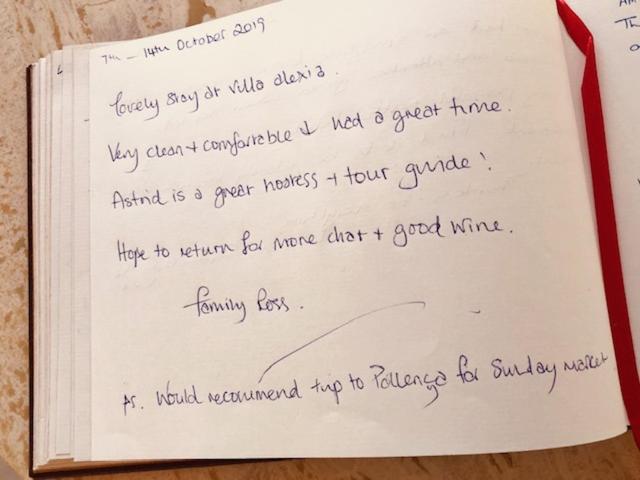 7th - 14th October 2019
Lovely stay at Villa alexia.
Very clean + comfortable + had a great time.
Astrid is a great hostess + tour guide!
Hope to return for more chat + good wine.
Family Ross.
Ps. Would recommend trip to Pollença for Sunday market
Am
Th